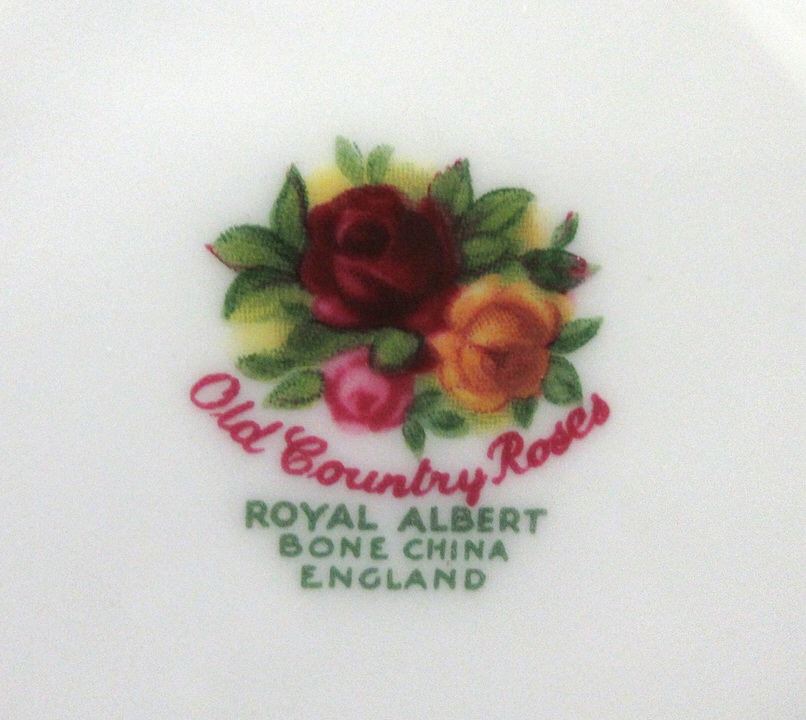 Old Country Roses
ROYAL ALBERT
BONE CHINA
ENGLAND